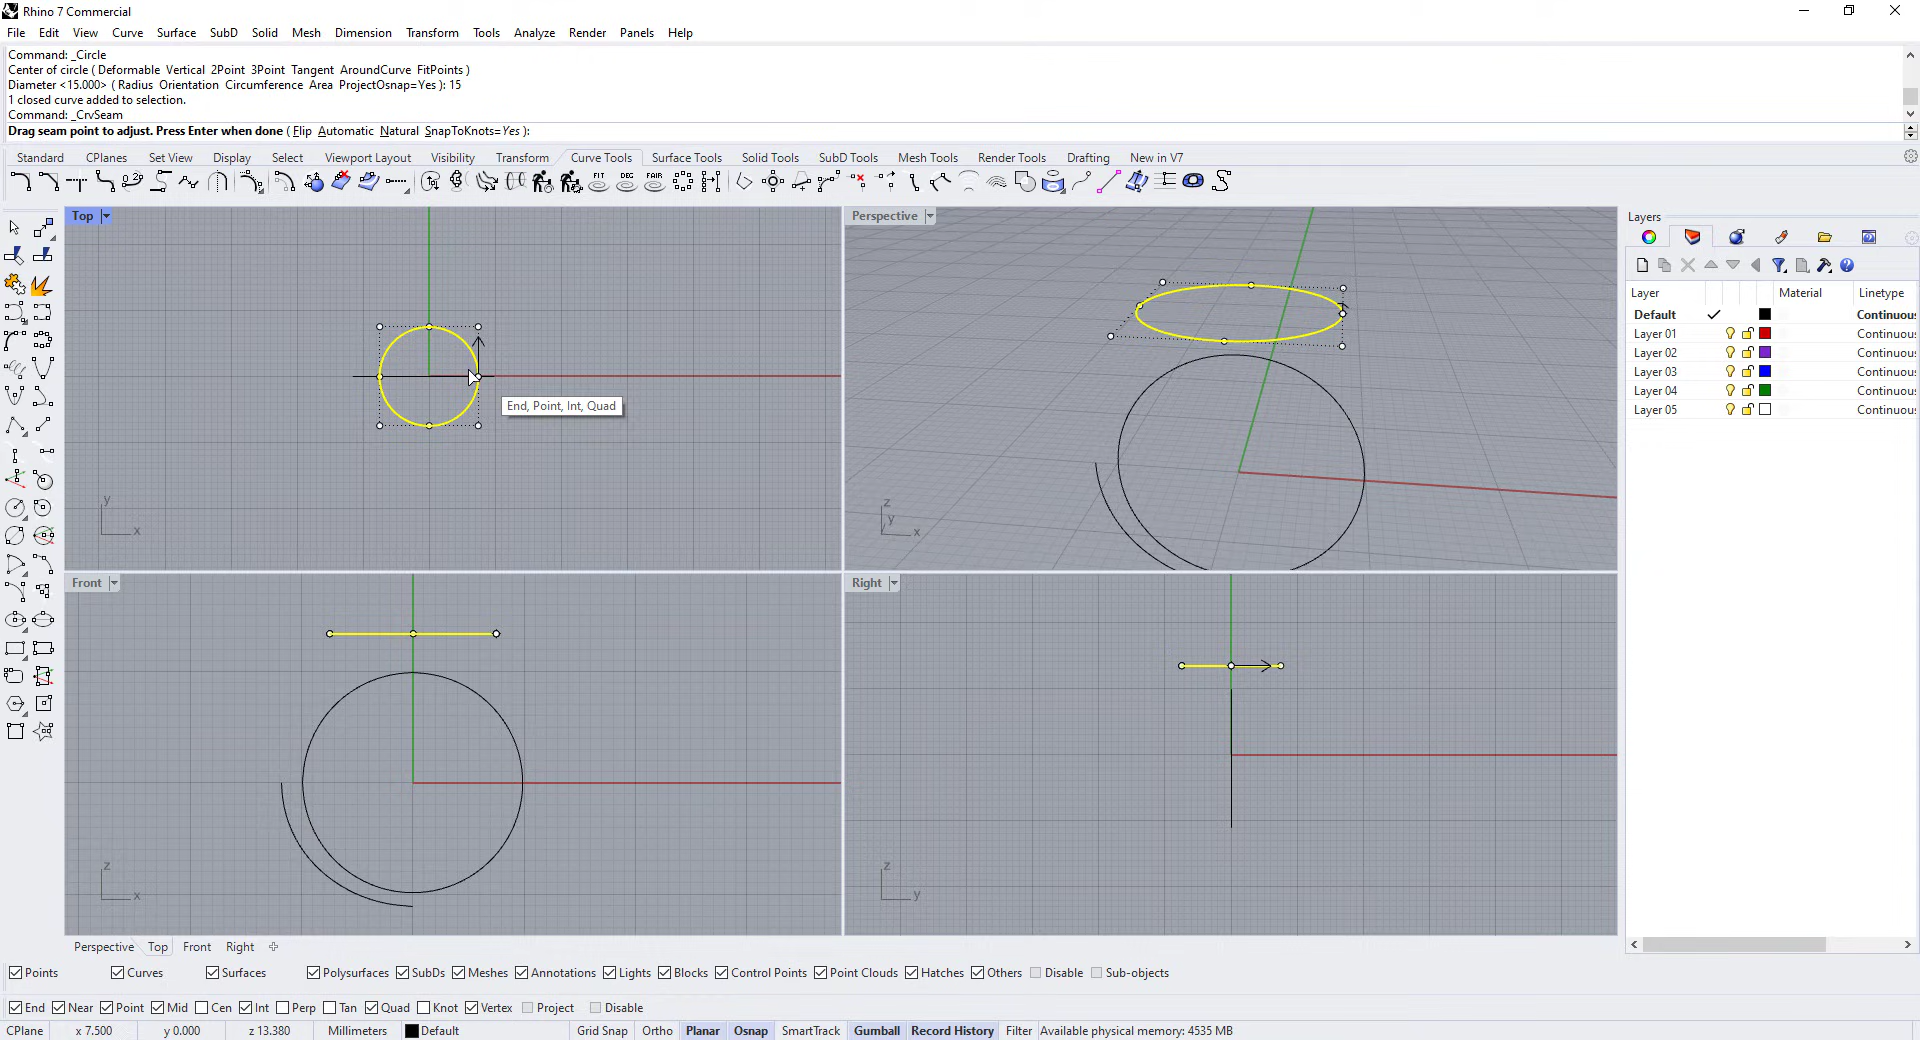 Rhino 7 Commercial
File Edit View Curve Surface SubD Solid Mesh Dimension Transform Tools Analyze Render Panels Help
Command: _Circle
Center of circle ( Deformable Vertical 2Point 3Point Tangent AroundCurve FitPoints )
Diameter <15.000> ( Radius Orientation Circumference Area ProjectOsnap=Yes ): 15
1 closed curve added to selection.
Command: _CrvSeam
Drag seam point to adjust. Press Enter when done ( Flip Automatic Natural SnapToKnots=Yes ):
Standard CPlanes Set View Display Select Viewport Layout Visibility Transform Curve Tools Surface Tools Solid Tools SubD Tools Mesh Tools Render Tools Drafting New in V7
FIT DEG FAIR
Top Perspective Layers
Layer Material Linetype
Default Continuous
Layer 01 Continuous
Layer 02 Continuous
Layer 03 Continuous
Layer 04 Continuous
Layer 05 Continuous
End, Point, Int, Quad
y x
z y x
Front Right
z x
z y
Perspective Top Front Right
Points Curves Surfaces Polysurfaces SubDs Meshes Annotations Lights Blocks Control Points Point Clouds Hatches Others Disable Sub-objects
End Near Point Mid Cen Int Perp Tan Quad Knot Vertex Project Disable
CPlane x 7.500 y 0.000 z 13.380 Millimeters Default Grid Snap Ortho Planar Osnap SmartTrack Gumball Record History Filter Available physical memory: 4535 MB